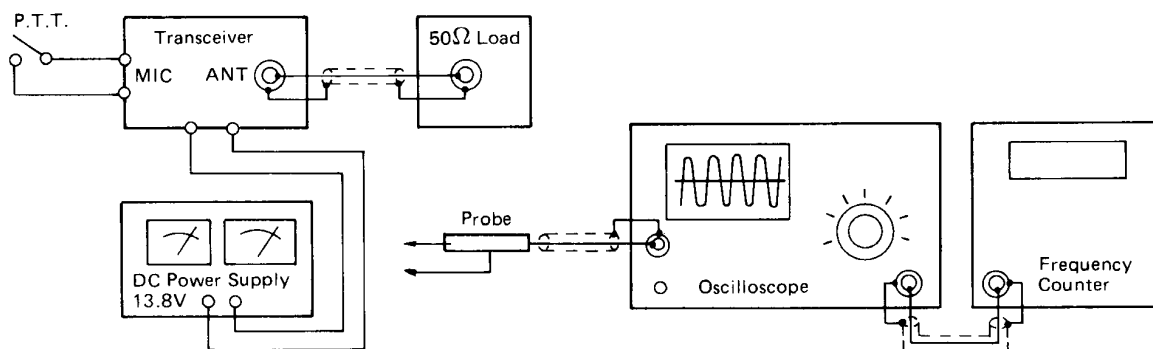 P.T.T.
Transceiver
MIC
ANT
50Ω Load
DC Power Supply
13.8V
Probe
Oscilloscope
Frequency
Counter